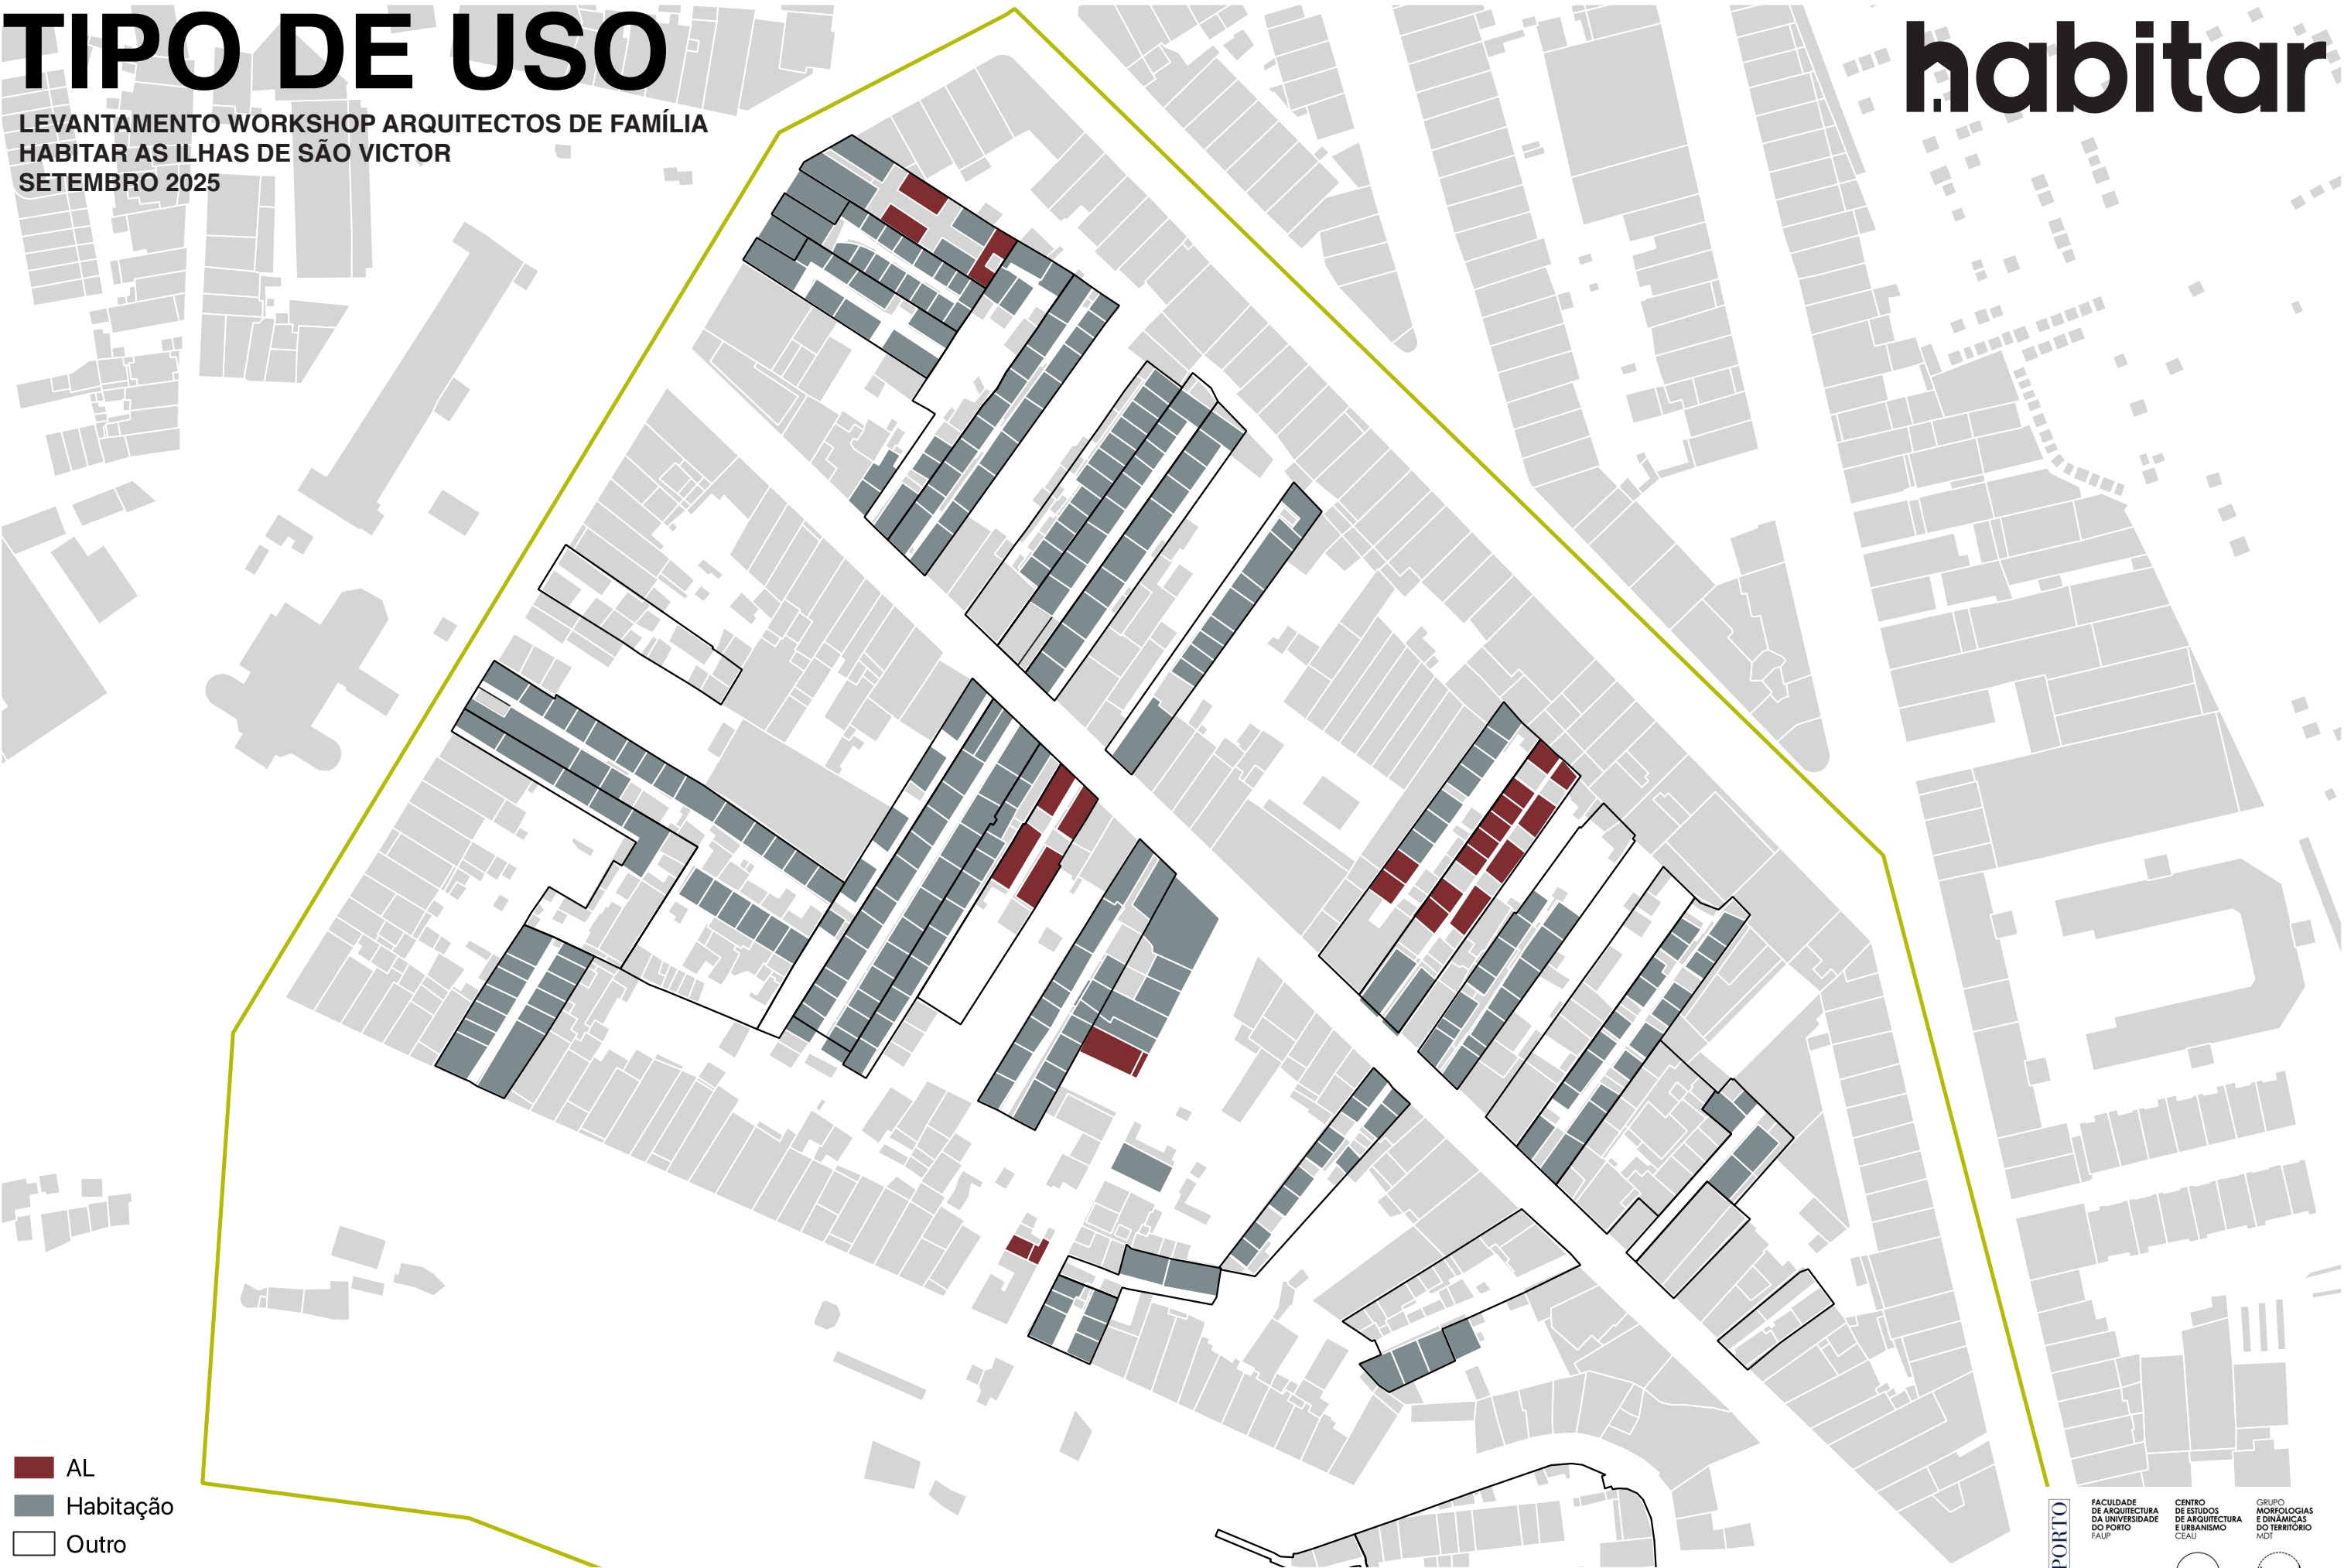 TIPO DE USO
LEVANTAMENTO WORKSHOP ARQUITECTOS DE FAMÍLIA
HABITAR AS ILHAS DE SÃO VICTOR
SETEMBRO 2025
habitar
AL
Habitação
Outro
PORTO
FACULDADE
DE ARQUITECTURA
DA UNIVERSIDADE
DO PORTO
FAUP
CENTRO
DE ESTUDOS
DE ARQUITECTURA
E URBANISMO
CEAU
GRUPO
MORFOLOGIAS
E DINÂMICAS
DO TERRITÓRIO
MDT